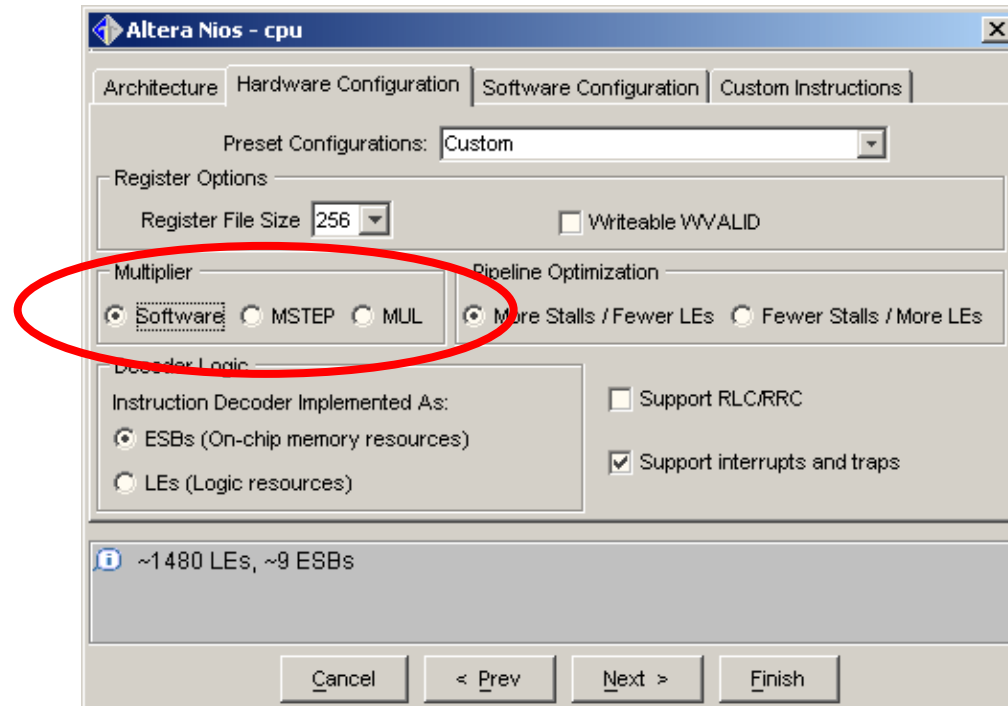 Altera Nios - cpu
Architecture Hardware Configuration Software Configuration Custom Instructions
Preset Configurations: Custom
Register Options
Register File Size 256 Writeable WVALID
Multiplier Pipeline Optimization
Software MSTEP MUL More Stalls / Fewer LEs Fewer Stalls / More LEs
Decoder Logic
Instruction Decoder Implemented As: Support RLC/RRC
ESBs (On-chip memory resources)
Support interrupts and traps
LEs (Logic resources)
~1480 LEs, ~9 ESBs
Cancel < Prev Next > Finish